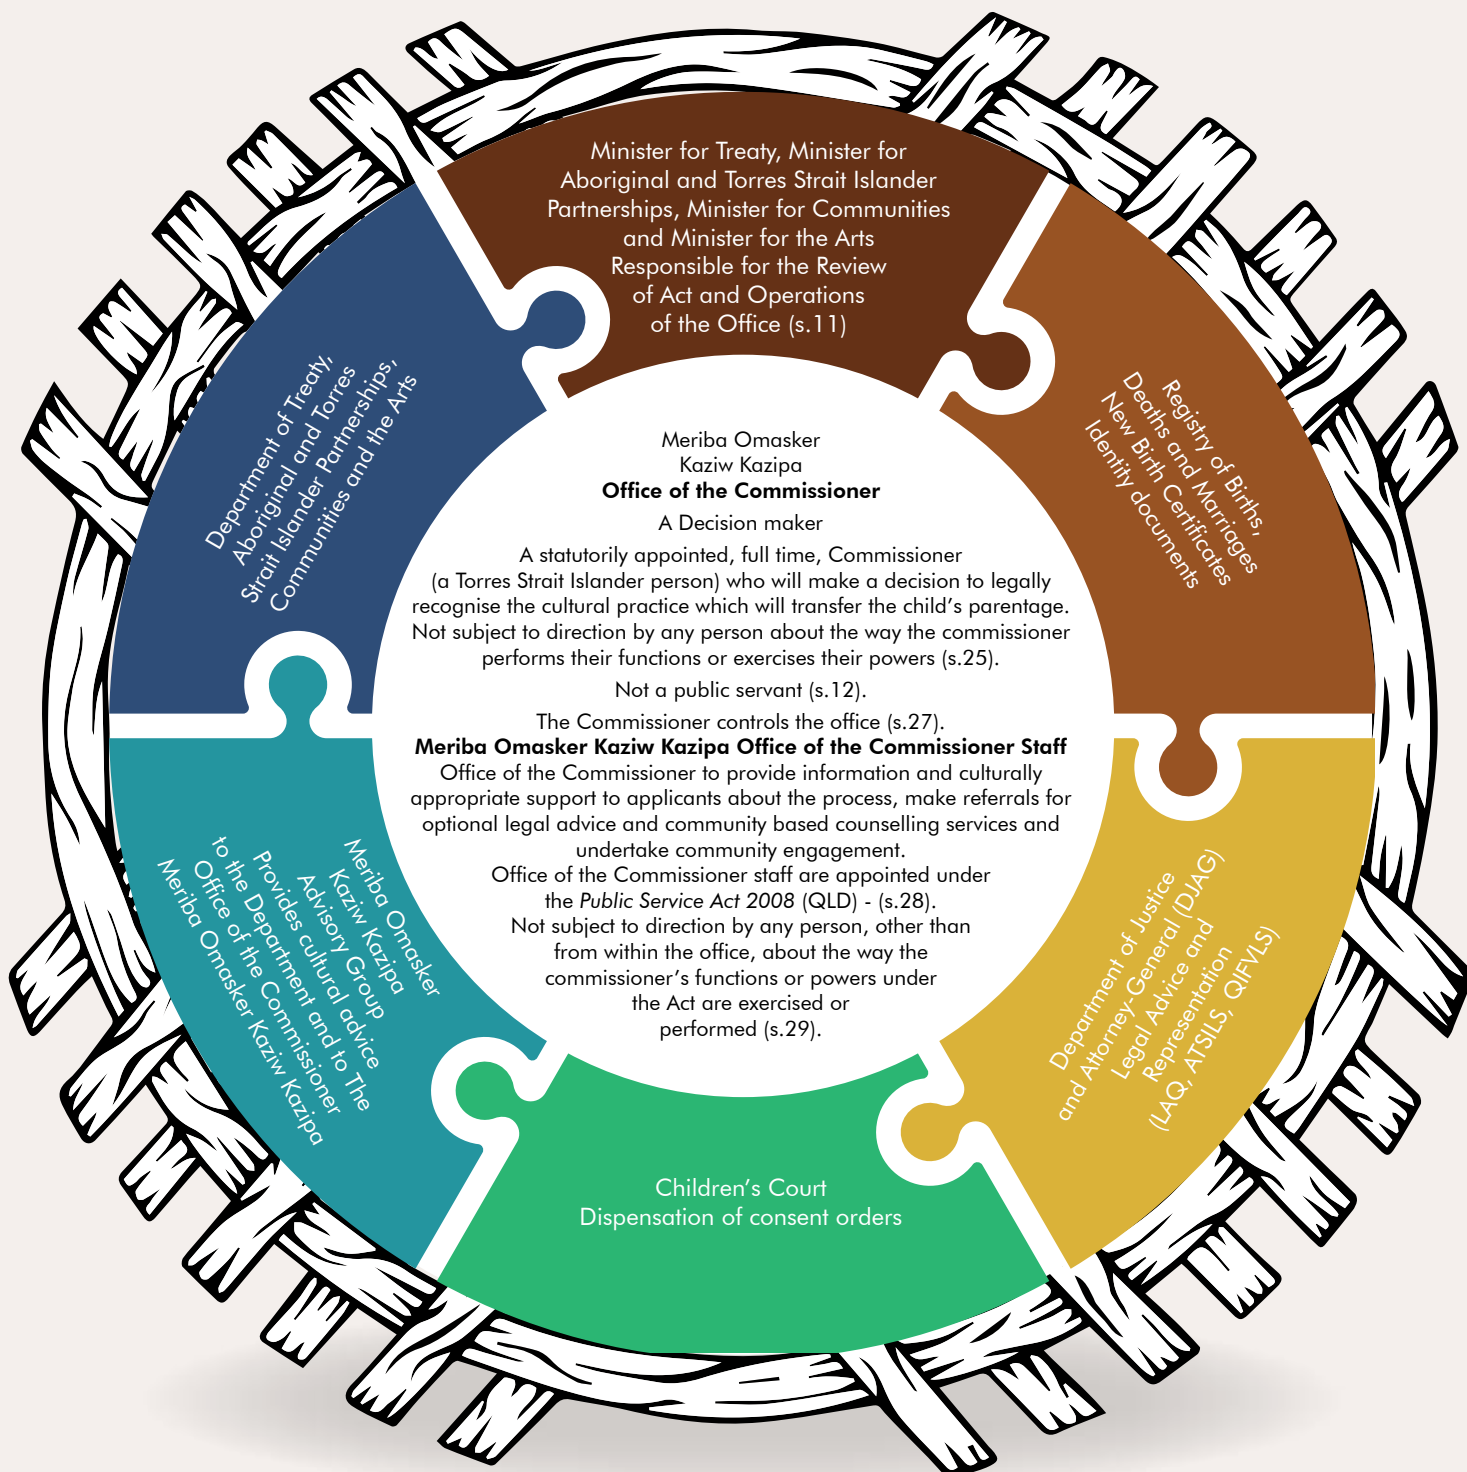 Minister for Treaty, Minister for
Aboriginal and Torres Strait Islander
Partnerships, Minister for Communities
and Minister for the Arts
Responsible for the Review
of Act and Operations
of the Office (s.11)
Registry of Births,
Deaths and Marriages
New Birth Certificates
Identity documents
Department of Justice
and Attorney-General (DJAG)
Legal Advice and
Representation
(LAQ, ATSILS, QIFVLS)
Children's Court
Dispensation of consent orders
Meriba Omasker
Kaziw Kazipa
Advisory Group
Provides cultural advice
to the Department and to The
Office of the Commissioner
Meriba Omasker Kaziw Kazipa
Department of Treaty,
Aboriginal and Torres
Strait Islander Partnerships,
Communities and the Arts
Meriba Omasker
Kaziw Kazipa
Office of the Commissioner
A Decision maker
A statutorily appointed, full time, Commissioner
(a Torres Strait Islander person) who will make a decision to legally
recognise the cultural practice which will transfer the child's parentage.
Not subject to direction by any person about the way the commissioner
performs their functions or exercises their powers (s.25).
Not a public servant (s.12).
The Commissioner controls the office (s.27).
Meriba Omasker Kaziw Kazipa Office of the Commissioner Staff
Office of the Commissioner to provide information and culturally
appropriate support to applicants about the process, make referrals for
optional legal advice and community based counselling services and
undertake community engagement.
Office of the Commissioner staff are appointed under
the Public Service Act 2008 (QLD) - (s.28).
Not subject to direction by any person, other than
from within the office, about the way the
commissioner's functions or powers under
the Act are exercised or
performed (s.29).